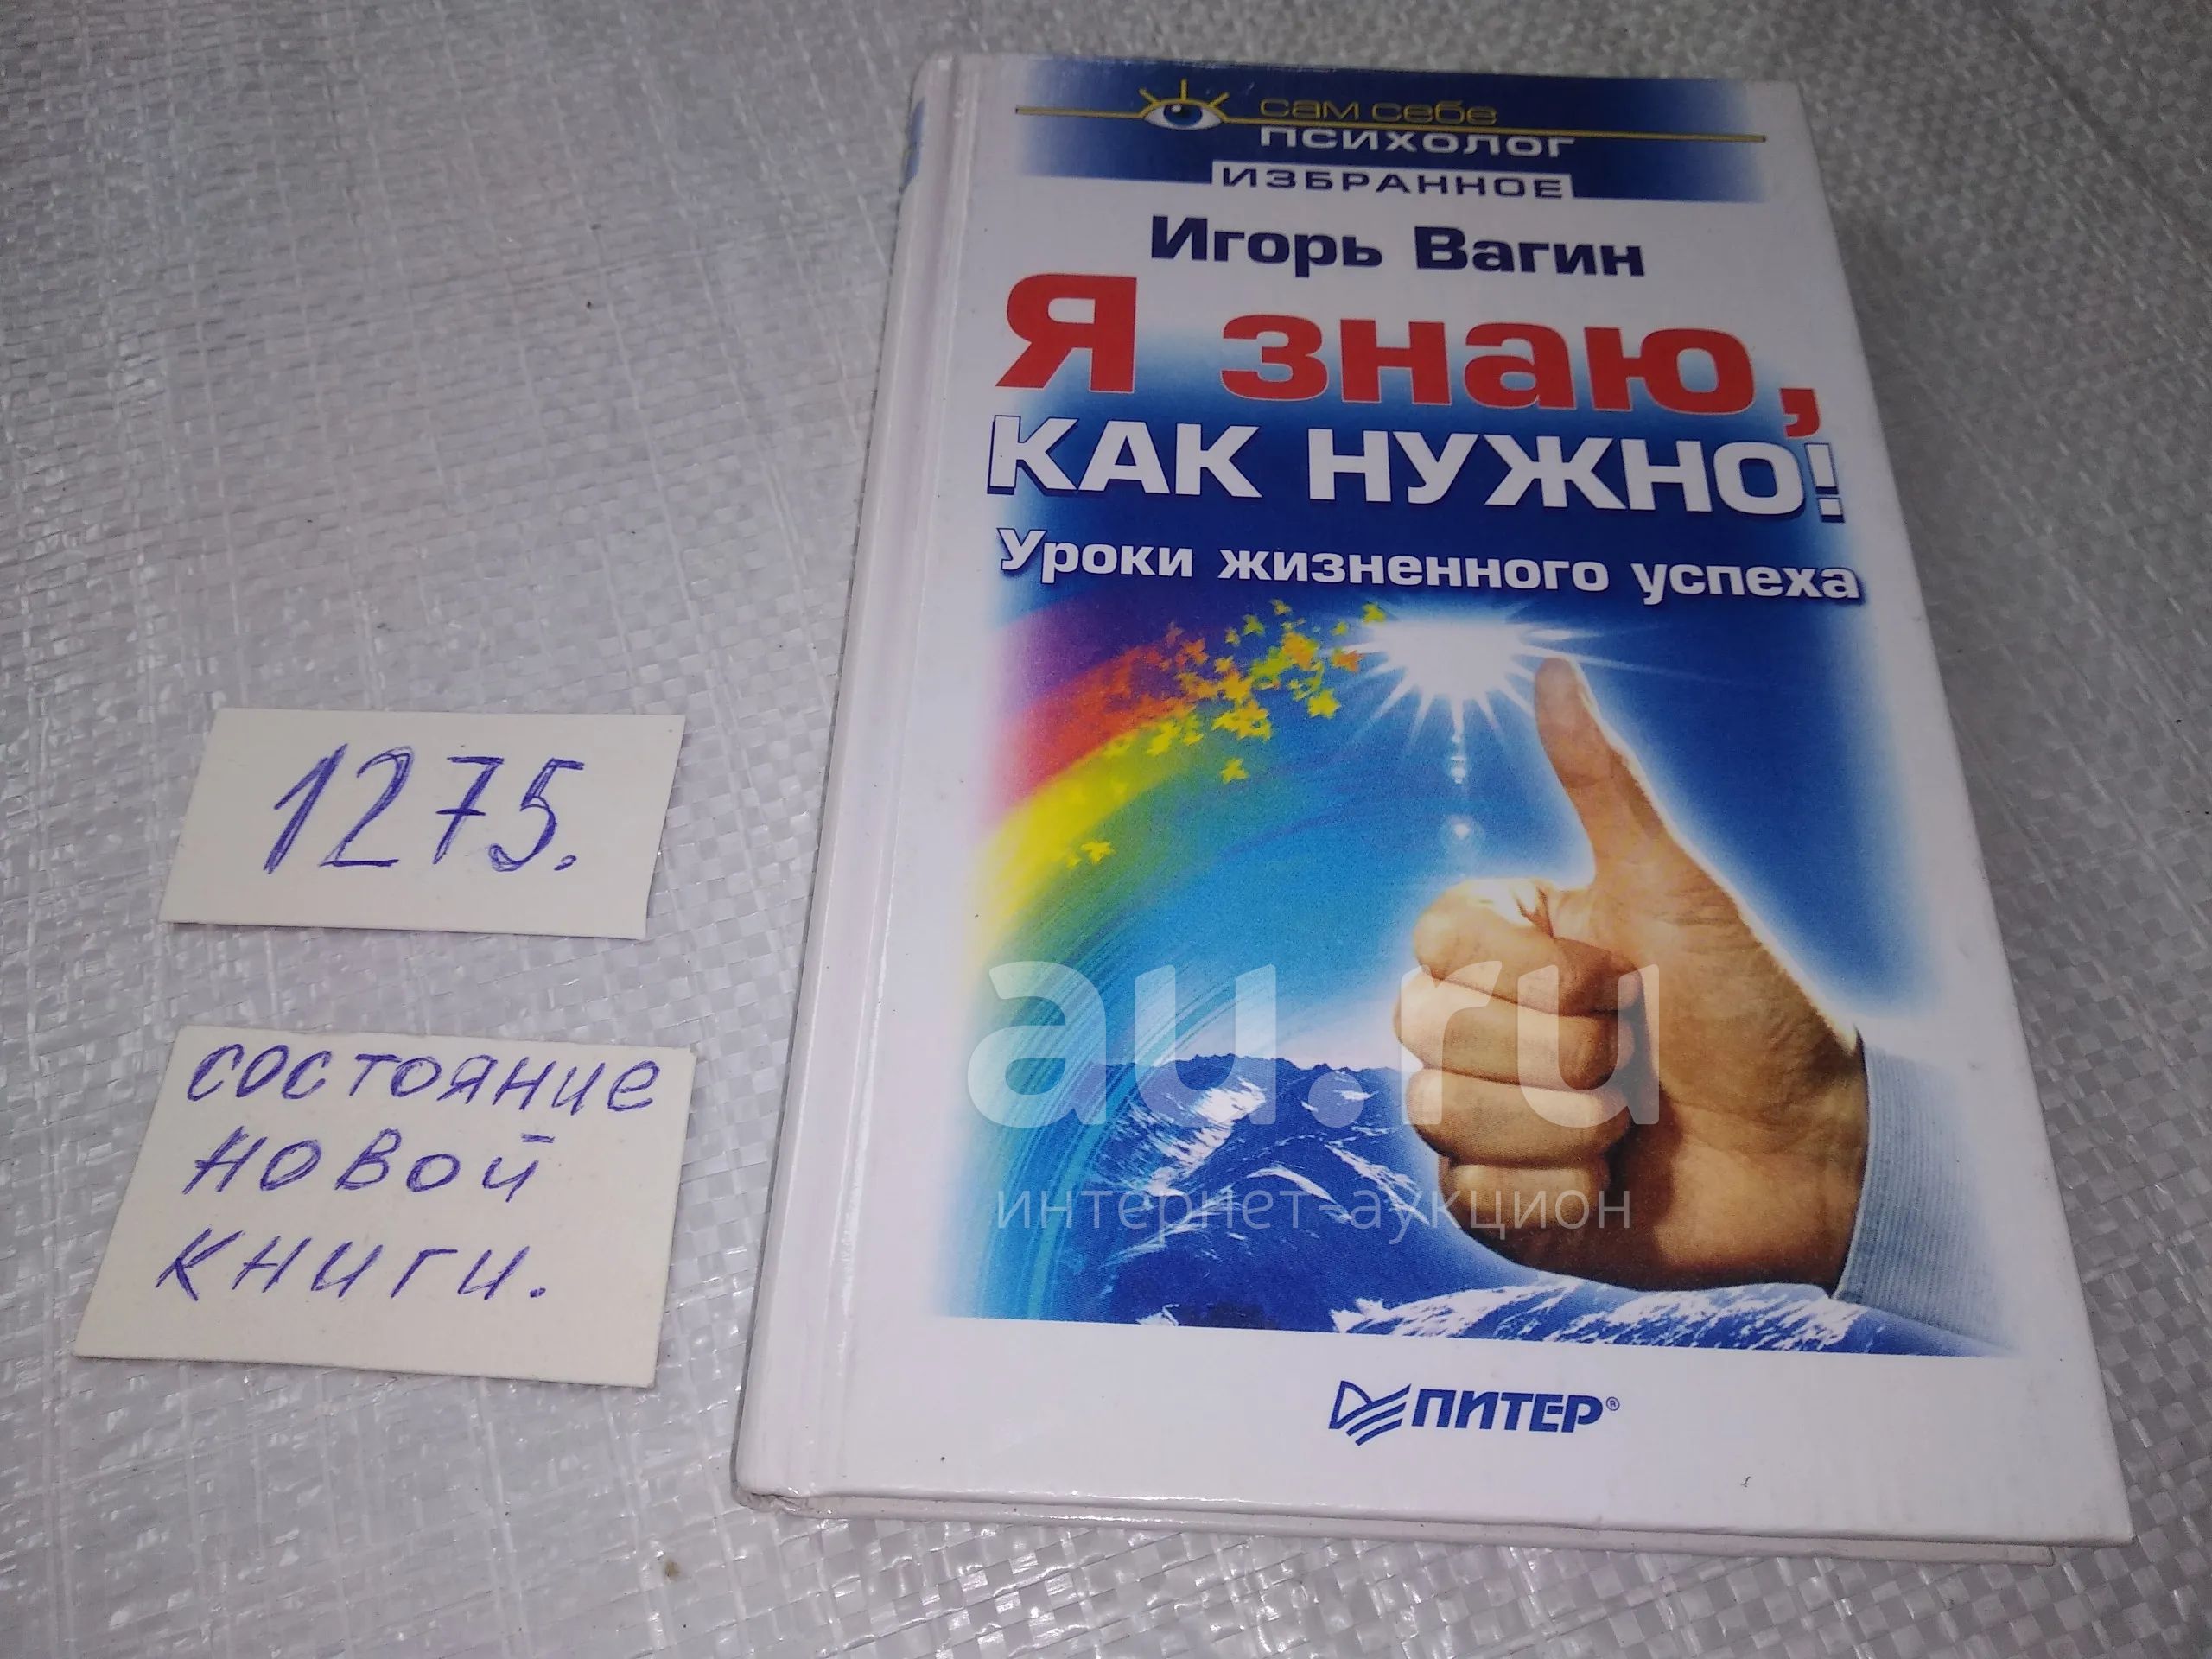 сам себе
ПСИХОЛОГ
ИЗБРАННОЕ
Игорь Вагин
Я знаю,
КАК НУЖНО!
Уроки жизненного успеха
1275.
состояние
новой
книги.
au.ru
интернет-аукцион
ПИТЕР®